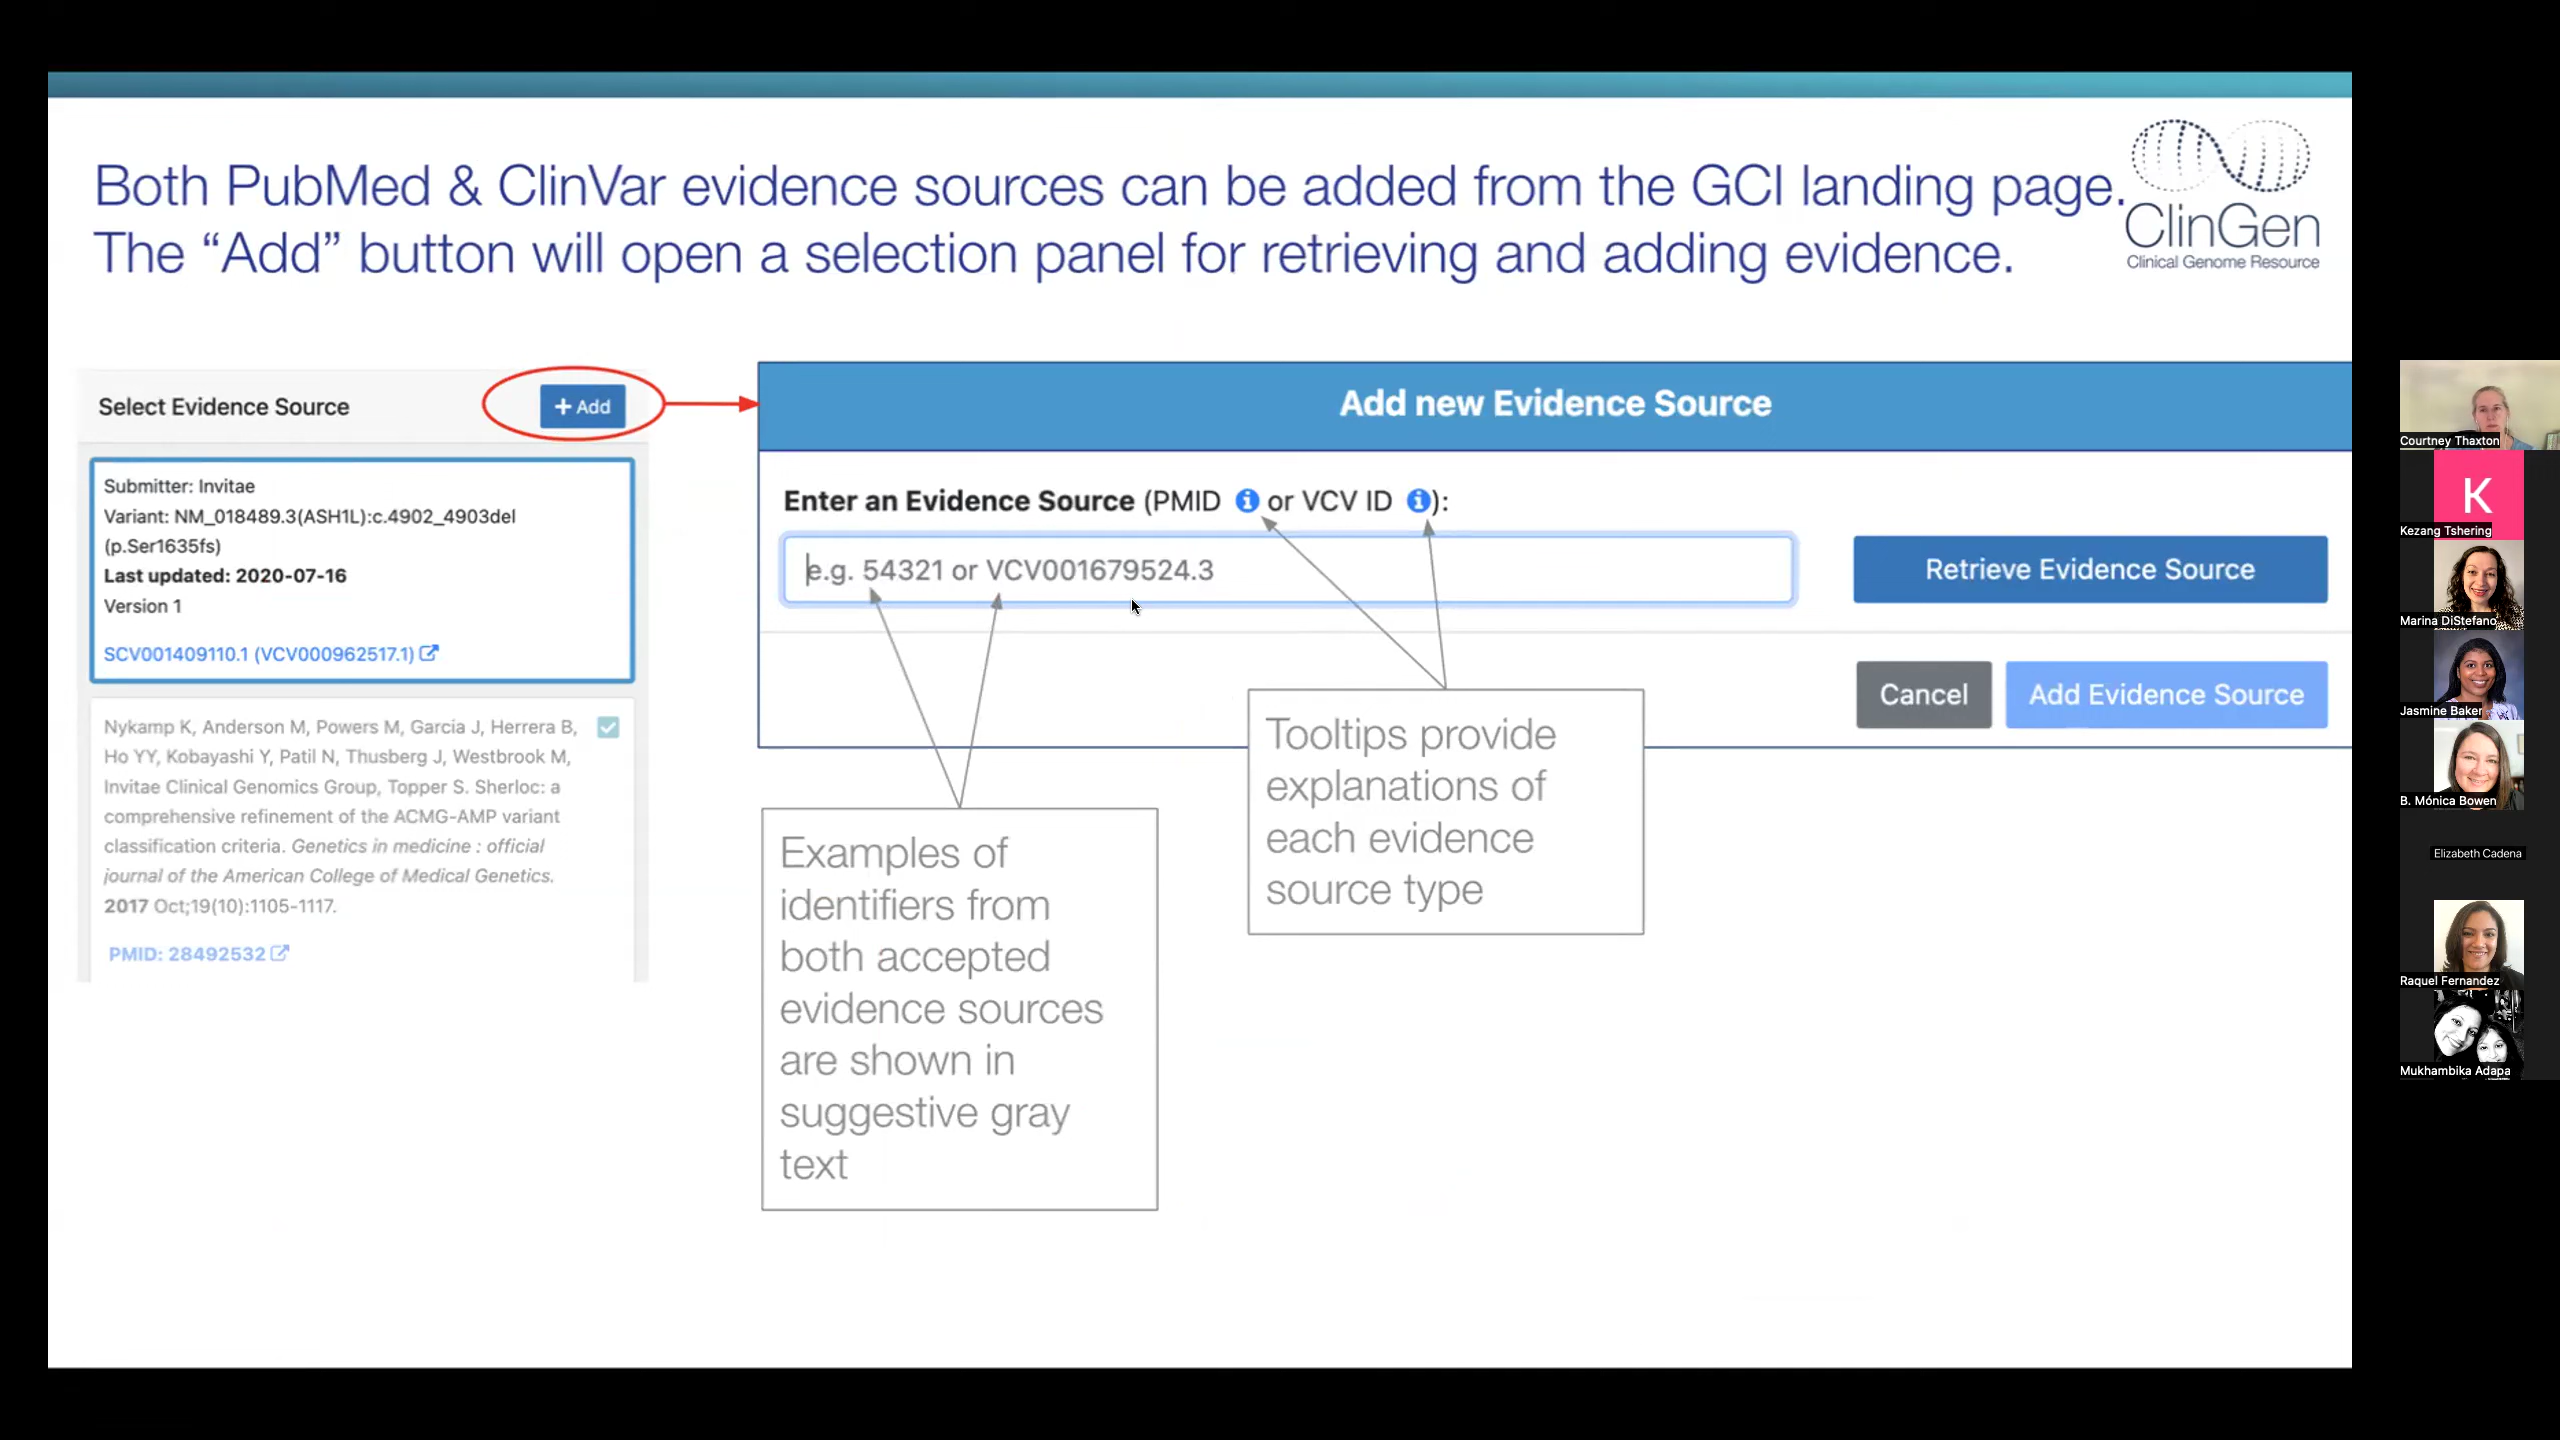 Both PubMed & ClinVar evidence sources can be added from the GCI landing page.
The “Add” button will open a selection panel for retrieving and adding evidence.
ClinGen
Clinical Genome Resource
Select Evidence Source
+ Add
Submitter: Invitae
Variant: NM_018489.3(ASH1L):c.4902_4903del
(p.Ser1635fs)
Last updated: 2020-07-16
Version 1
SCV001409110.1 (VCV000962517.1)
Nykamp K, Anderson M, Powers M, Garcia J, Herrera B,
Ho YY, Kobayashi Y, Patil N, Thusberg J, Westbrook M,
Invitae Clinical Genomics Group, Topper S. Sherloc: a
comprehensive refinement of the ACMG-AMP variant
classification criteria. Genetics in medicine : official
journal of the American College of Medical Genetics.
2017 Oct;19(10):1105-1117.
PMID: 28492532
Add new Evidence Source
Enter an Evidence Source (PMID i or VCV ID i):
e.g. 54321 or VCV001679524.3
Retrieve Evidence Source
Cancel
Add Evidence Source
Examples of
identifiers from
both accepted
evidence sources
are shown in
suggestive gray
text
Tooltips provide
explanations of
each evidence
source type
Courtney Thaxton
K
Kezang Tshering
Marina DiStefano
Jasmine Baker
B. Mónica Bowen
Elizabeth Cadena
Raquel Fernandez
Mukhambika Adapa